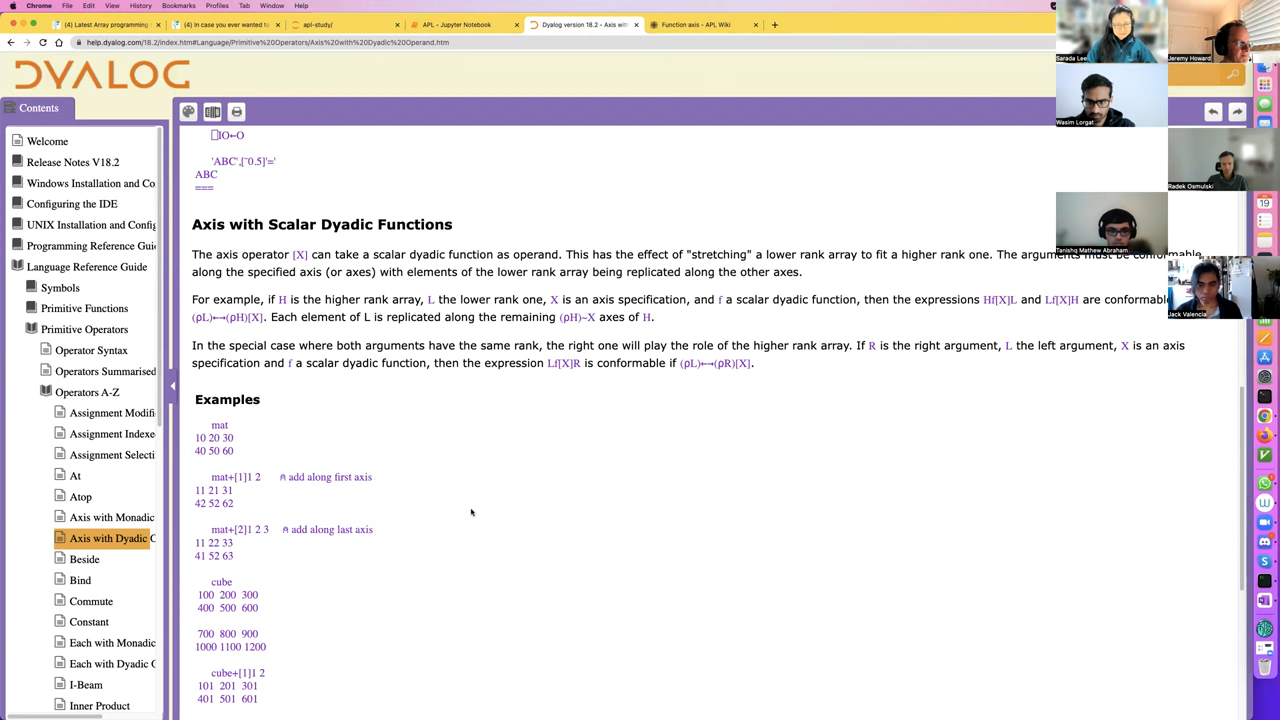 Chrome File Edit View History Bookmarks Profiles Tab Window Help
(4) Latest Array programming
(4) In case you ever wanted to
apl-study/
APL - Jupyter Notebook
Dyalog version 18.2 - Axis wit
Function axis - APL Wiki
help.dyalog.com/18.2/index.htm#Language/Primitive%20Operators/Axis%20with%20Dyadic%20Operand.htm
DYALOG
Contents
Welcome
Release Notes V18.2
Windows Installation and Co
Configuring the IDE
UNIX Installation and Config
Programming Reference Guid
Language Reference Guide
Symbols
Primitive Functions
Primitive Operators
Operator Syntax
Operators Summarised
Operators A-Z
Assignment Modifi
Assignment Indexe
Assignment Selecti
At
Atop
Axis with Monadic
Axis with Dyadic O
Beside
Bind
Commute
Constant
Each with Monadic
Each with Dyadic O
I-Beam
Inner Product
⎕IO←O
'ABC',[¯0.5]'='
ABC
===
Axis with Scalar Dyadic Functions
The axis operator [X] can take a scalar dyadic function as operand. This has the effect of "stretching" a lower rank array to fit a higher rank one. The arguments must be conformable
along the specified axis (or axes) with elements of the lower rank array being replicated along the other axes.
For example, if H is the higher rank array, L the lower rank one, X is an axis specification, and f a scalar dyadic function, then the expressions Hf[X]L and Lf[X]H are conformable
(⍴L)←→(⍴H)[X]. Each element of L is replicated along the remaining (⍴H)~X axes of H.
In the special case where both arguments have the same rank, the right one will play the role of the higher rank array. If R is the right argument, L the left argument, X is an axis
specification and f a scalar dyadic function, then the expression Lf[X]R is conformable if (⍴L)←→(⍴R)[X].
Examples
mat
10 20 30
40 50 60
mat+[1]1 2 ⍝ add along first axis
11 21 31
42 52 62
mat+[2]1 2 3 ⍝ add along last axis
11 22 33
41 52 63
cube
100 200 300
400 500 600
700 800 900
1000 1100 1200
cube+[1]1 2
101 201 301
401 501 601
Sarada Lee
Jeremy Howard
Wasim Lorgat
Radek Osmulski
Tanishq Mathew Abraham
Jack Valencia
19